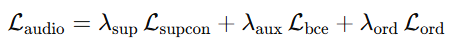 ℒ_audio = λ_sup ℒ_supcon + λ_aux ℒ_bce + λ_ord ℒ_ord